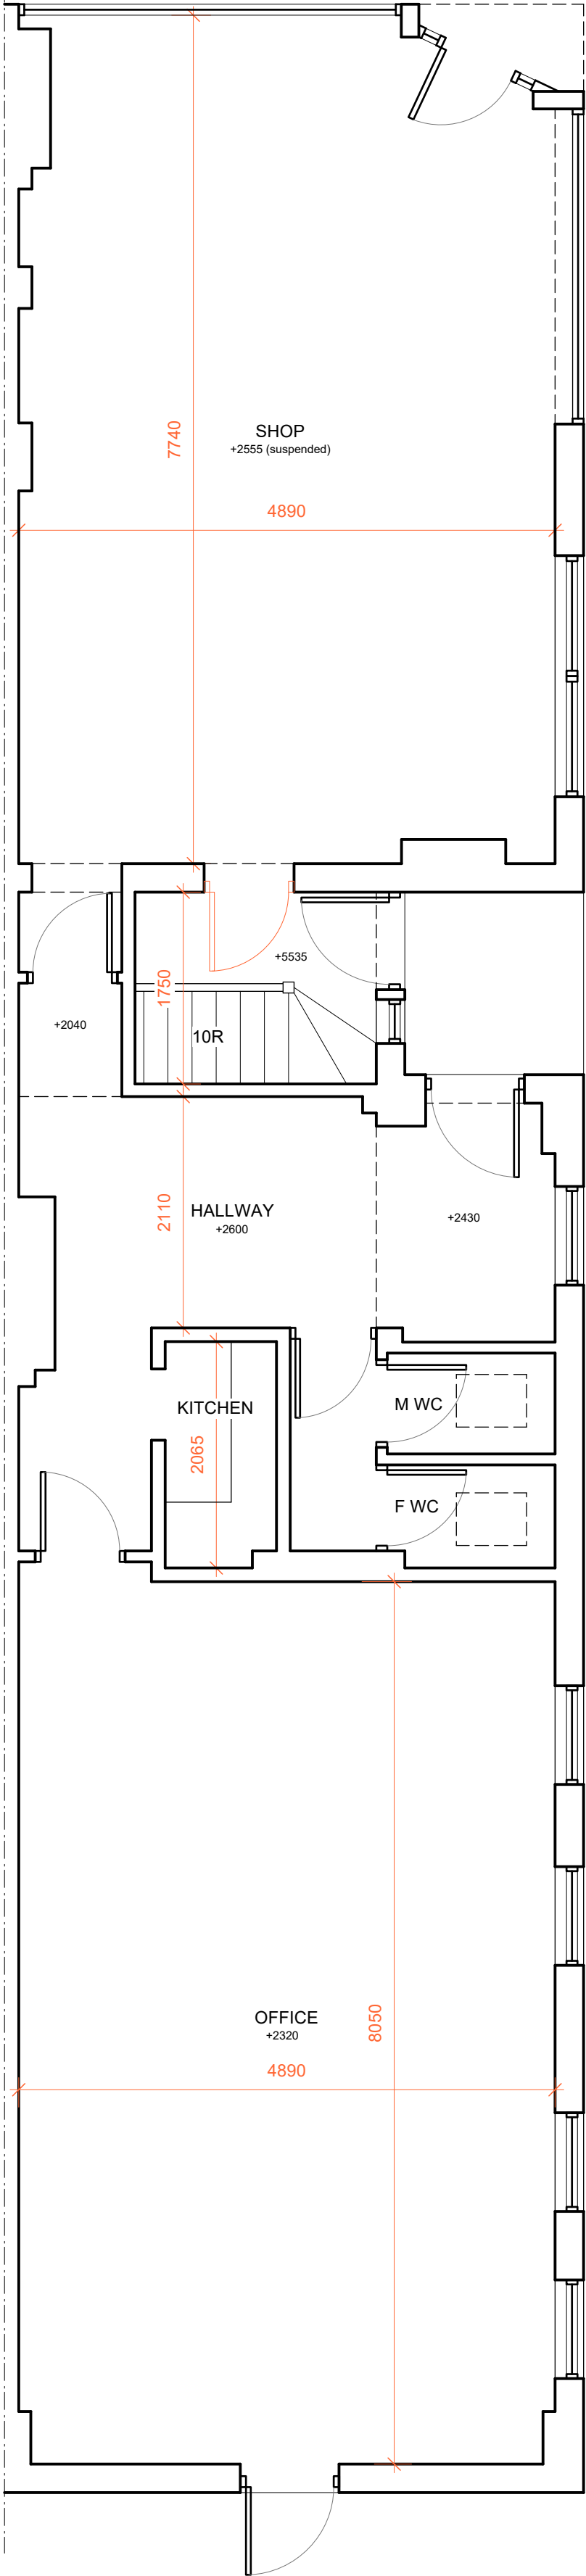 7740
SHOP
+2555 (suspended)
4890
+5535
1750
+2040
10R
2110
HALLWAY
+2600
+2430
KITCHEN
M WC
2065
F WC
OFFICE
+2320
8050
4890